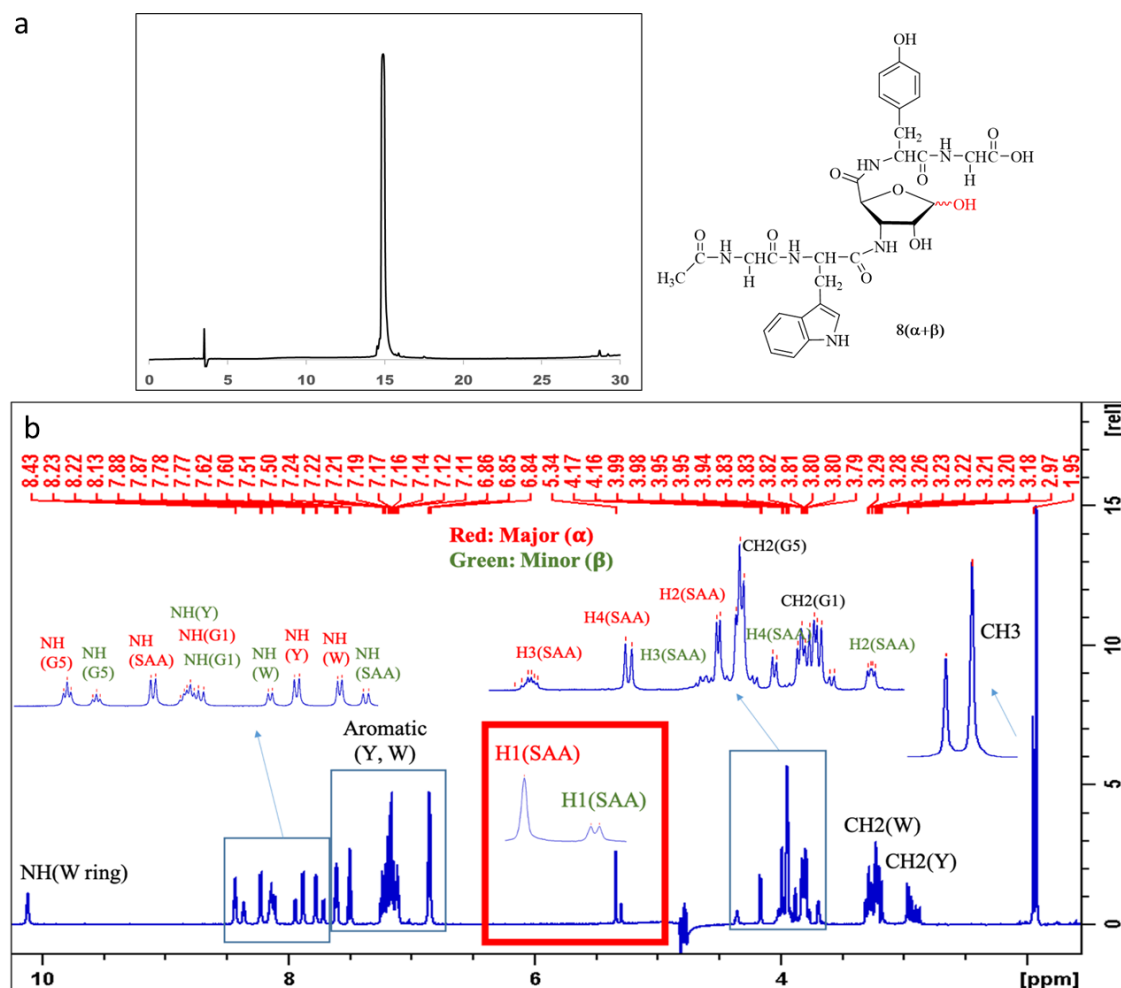 a
0 5 10 15 20 25 30
OH
CH2
O
H
HN
CH
N
CH
C
OH
O
O
H
O
OH
O
H
O
H
NH
OH
N
CH
N
CH
H3C
H
CH2
O
NH
8(α+β)
b
8.43 8.23 8.22 8.13 7.88 7.87 7.78 7.77 7.62 7.60 7.51 7.50 7.24 7.22 7.21 7.19 7.17 7.16 7.14 7.12 7.11 6.86 6.85 6.84 5.34 4.17 4.16 3.99 3.98 3.95 3.95 3.94 3.83 3.83 3.82 3.81 3.80 3.80 3.79 3.29 3.28 3.26 3.23 3.22 3.21 3.20 3.18 2.97 1.95
[rel]
15
10
5
0
Red: Major (α)
Green: Minor (β)
NH
(G5)
NH
(G5)
NH
(SAA)
NH(Y)
NH(G1)
NH(G1)
NH
(W)
NH
(Y)
NH
(W)
NH
(SAA)
Aromatic
(Y, W)
H3(SAA)
H4(SAA)
H3(SAA)
H2(SAA)
CH2(G5)
H4(SAA)
CH2(G1)
H2(SAA)
CH3
H1(SAA)
H1(SAA)
NH(W ring)
CH2(W)
CH2(Y)
10 8 6 4 [ppm]